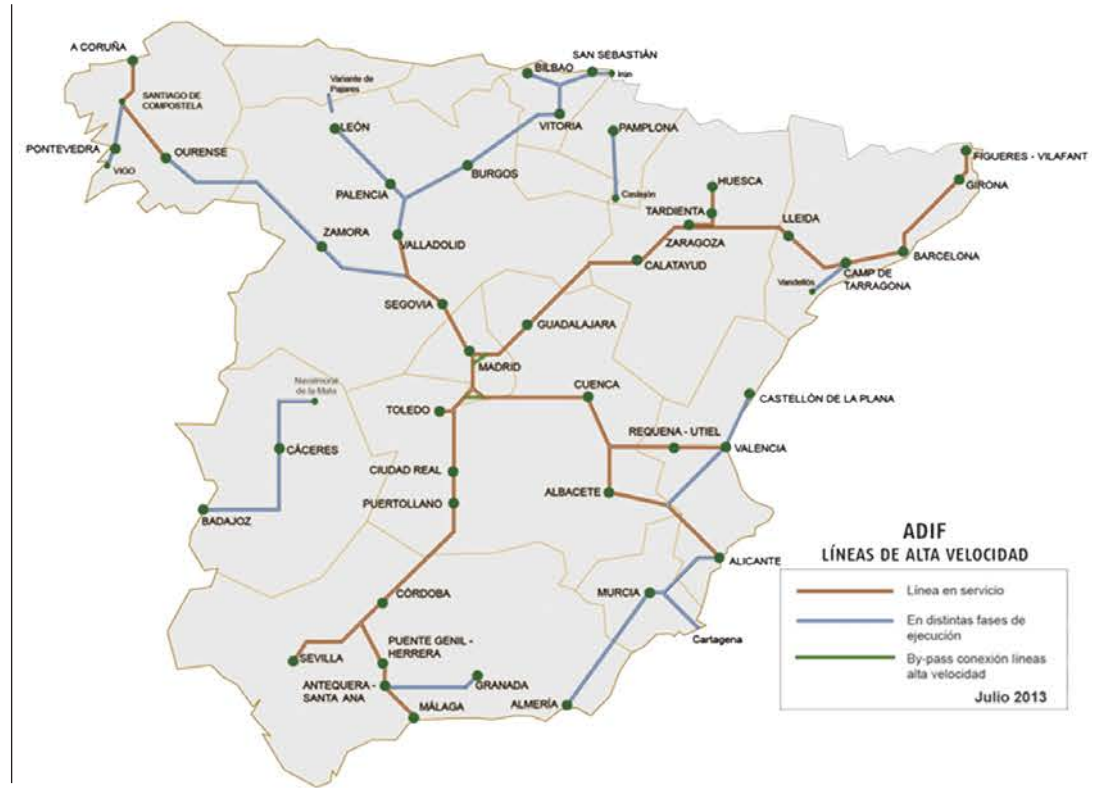 A CORUÑA
SAN SEBASTIÁN
BILBAO
Irún
Variante de
Pajares
SANTIAGO DE
COMPOSTELA
LEÓN
VITORIA
PAMPLONA
PONTEVEDRA
VIGO
OURENSE
BURGOS
FIGUERES - VILAFANT
GIRONA
PALENCIA
Castejón
HUESCA
TARDIENTA
LLEIDA
ZAMORA
VALLADOLID
ZARAGOZA
CALATAYUD
BARCELONA
CAMP DE
TARRAGONA
Vandellós
SEGOVIA
GUADALAJARA
MADRID
Navalmoral
de la Mata
CUENCA
CASTELLÓN DE LA PLANA
TOLEDO
REQUENA - UTIEL
VALENCIA
CÁCERES
CIUDAD REAL
ALBACETE
PUERTOLLANO
BADAJOZ
ALICANTE
MURCIA
CÓRDOBA
Cartagena
SEVILLA
PUENTE GENIL -
HERRERA
ANTEQUERA -
SANTA ANA
GRANADA
MÁLAGA
ALMERÍA
ADIF
LÍNEAS DE ALTA VELOCIDAD
Línea en servicio
En distintas fases de
ejecución
By-pass conexión líneas
alta velocidad
Julio 2013